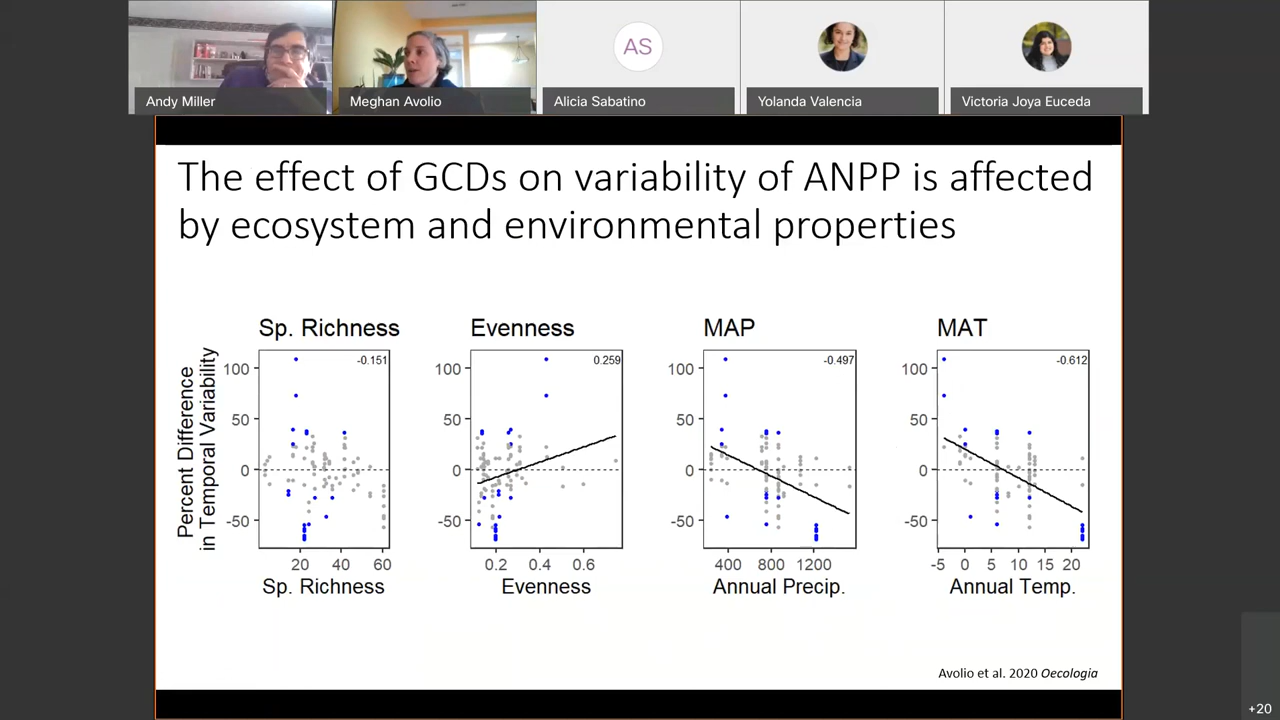 Andy Miller
Meghan Avolio
AS
Alicia Sabatino
Yolanda Valencia
Victoria Joya Euceda
The effect of GCDs on variability of ANPP is affected
by ecosystem and environmental properties
Percent Difference
in Temporal Variability
Sp. Richness
-0.151
100
50
0
-50
20 40 60
Sp. Richness
Evenness
0.259
100
50
0
-50
0.2 0.4 0.6
Evenness
MAP
-0.497
100
50
0
-50
400 800 1200
Annual Precip.
MAT
-0.612
100
50
0
-50
-5 0 5 10 15 20
Annual Temp.
Avolio et al. 2020 Oecologia
+20